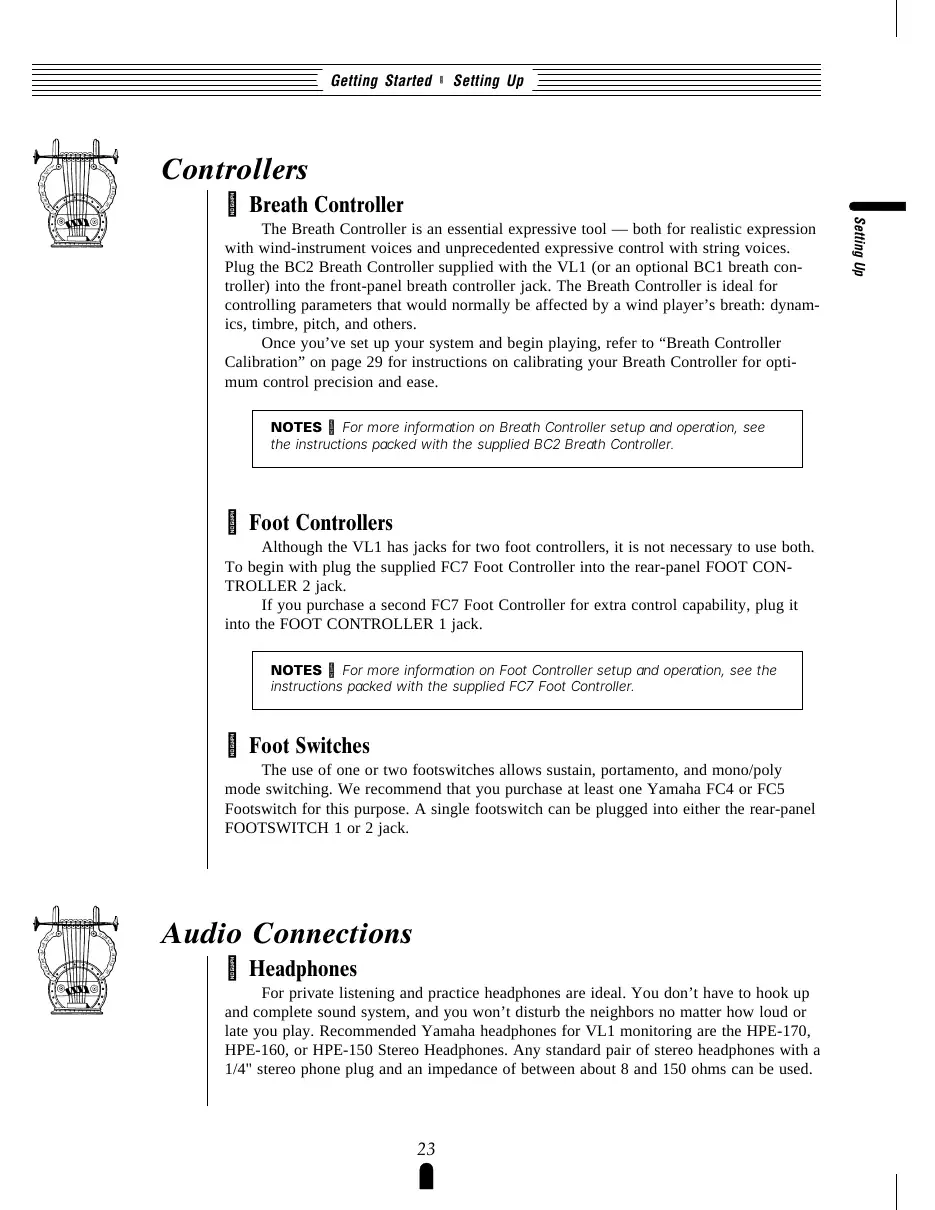 Getting Started Setting Up
Controllers
Breath Controller
The Breath Controller is an essential expressive tool — both for realistic expression
with wind-instrument voices and unprecedented expressive control with string voices.
Plug the BC2 Breath Controller supplied with the VL1 (or an optional BC1 breath con-
troller) into the front-panel breath controller jack. The Breath Controller is ideal for
controlling parameters that would normally be affected by a wind player’s breath: dynam-
ics, timbre, pitch, and others.
Once you’ve set up your system and begin playing, refer to “Breath Controller
Calibration” on page 29 for instructions on calibrating your Breath Controller for opti-
mum control precision and ease.
NOTES For more information on Breath Controller setup and operation, see
the instructions packed with the supplied BC2 Breath Controller.
Foot Controllers
Although the VL1 has jacks for two foot controllers, it is not necessary to use both.
To begin with plug the supplied FC7 Foot Controller into the rear-panel FOOT CON-
TROLLER 2 jack.
If you purchase a second FC7 Foot Controller for extra control capability, plug it
into the FOOT CONTROLLER 1 jack.
NOTES For more information on Foot Controller setup and operation, see the
instructions packed with the supplied FC7 Foot Controller.
Foot Switches
The use of one or two footswitches allows sustain, portamento, and mono/poly
mode switching. We recommend that you purchase at least one Yamaha FC4 or FC5
Footswitch for this purpose. A single footswitch can be plugged into either the rear-panel
FOOTSWITCH 1 or 2 jack.
Audio Connections
Headphones
For private listening and practice headphones are ideal. You don’t have to hook up
and complete sound system, and you won’t disturb the neighbors no matter how loud or
late you play. Recommended Yamaha headphones for VL1 monitoring are the HPE-170,
HPE-160, or HPE-150 Stereo Headphones. Any standard pair of stereo headphones with a
1/4" stereo phone plug and an impedance of between about 8 and 150 ohms can be used.
Setting Up
23